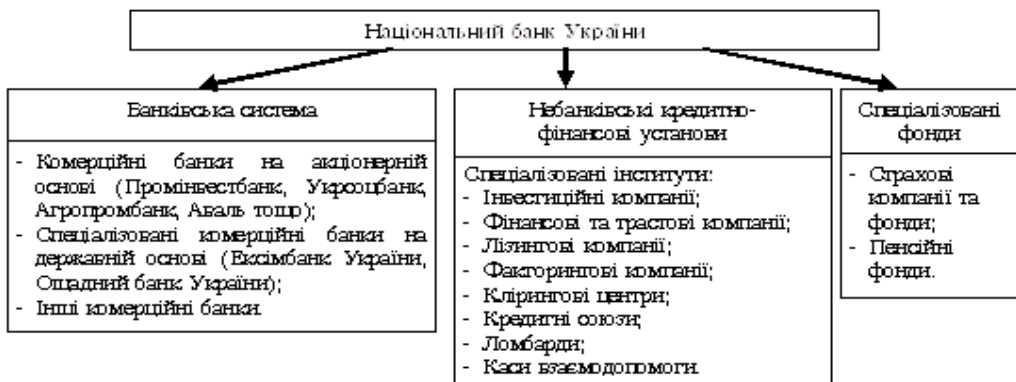 Національний банк України
Банківська система
- Комерційні банки на акціонерній
основі (Промінвестбанк, Укрсоцбанк,
Агропромбанк, Аваль тощо);
- Спеціалізовані комерційні банки на
державній основі (Ексімбанк України,
Ощадний банк України);
- Інші комерційні банки.
Небанківські кредитно-
фінансові установи
Спеціалізовані інститути:
- Інвестиційні компанії;
- Фінансові та трастові компанії;
- Лізингові компанії;
- Факторингові компанії;
- Клірингові центри;
- Кредитні союзи;
- Ломбарди;
- Каси взаємодопомоги.
Спеціалізовані
фонди
- Страхові
компанії та
фонди;
- Пенсійні
фонди.